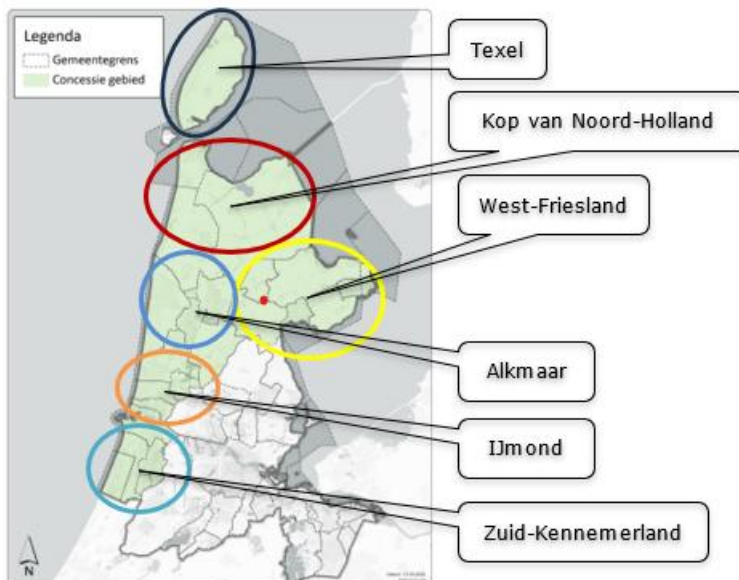 Legenda
Gemeentegrens
Concessie gebied
Texel
Kop van Noord-Holland
West-Friesland
Alkmaar
IJmond
Zuid-Kennemerland
N